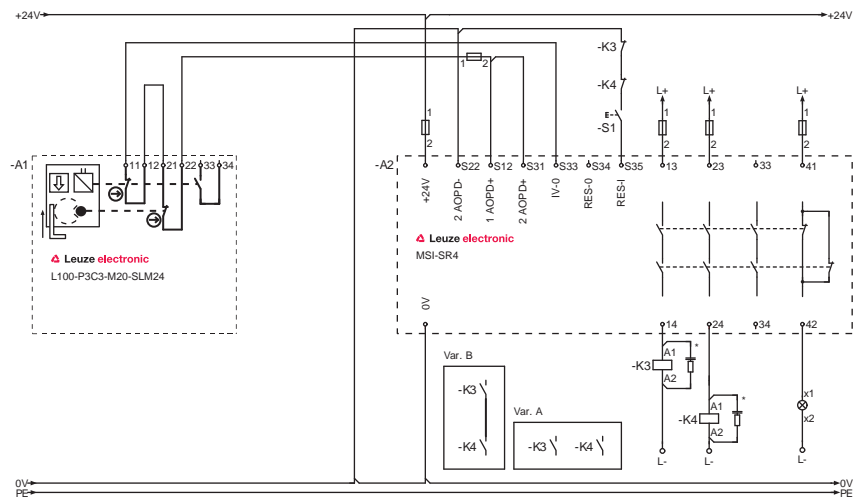 +24V +24V
-K3
1 2
-K4 L+ L+ L+
1 E -S1 1 1 1
2 2 2 2
-A1 11 12 21 22 33 34 -A2 S22 S12 S31 S33 S34 S35 13 23 33 41
+24V 2 AOPD- 1 AOPD+ 2 AOPD+ IV-0 RES-0 RES-I
Leuze electronic Leuze electronic
L100-P3C3-M20-SLM24 MSI-SR4
0V
14 24 34 42
Var. B A1 *
-K3
-K3 A2
A1 * x1
Var. A
-K4
-K4 -K3 -K4 A2 x2
L- L- L-
0V 0V
PE PE